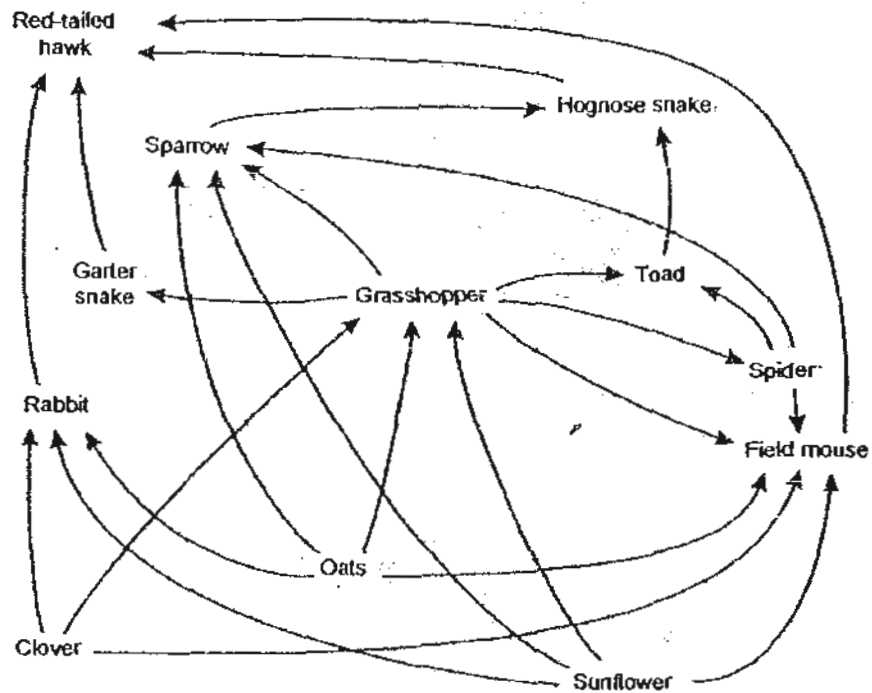 Red-tailed
hawk
Hognose snake
Sparrow
Garter
snake
Toad
Grasshopper
Spider
Rabbit
Field mouse
Oats
Clover
Sunflower